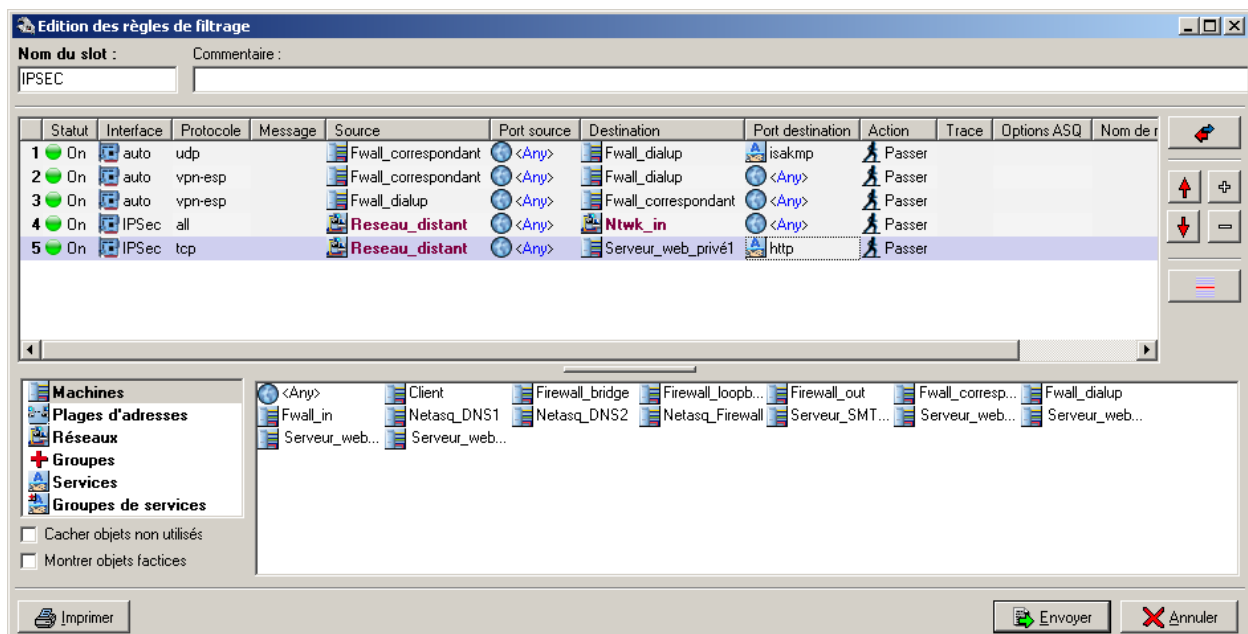 Edition des règles de filtrage
Nom du slot : Commentaire :
IPSEC
Statut Interface Protocole Message Source Port source Destination Port destination Action Trace Options ASQ Nom de r
1 On auto udp Fwall_correspondant <Any> Fwall_dialup isakmp Passer
2 On auto vpn-esp Fwall_correspondant <Any> Fwall_dialup <Any> Passer
3 On auto vpn-esp Fwall_dialup <Any> Fwall_correspondant <Any> Passer
4 On IPSec all Reseau_distant <Any> Ntwk_in <Any> Passer
5 On IPSec tcp Reseau_distant <Any> Serveur_web_privé1 http Passer
Machines
Plages d'adresses
Réseaux
Groupes
Services
Groupes de services
<Any> Client Firewall_bridge Firewall_loopb... Firewall_out Fwall_corresp... Fwall_dialup
Fwall_in Netasq_DNS1 Netasq_DNS2 Netasq_Firewall Serveur_SMT... Serveur_web... Serveur_web...
Serveur_web... Serveur_web...
Cacher objets non utilisés
Montrer objets factices
Imprimer Envoyer Annuler